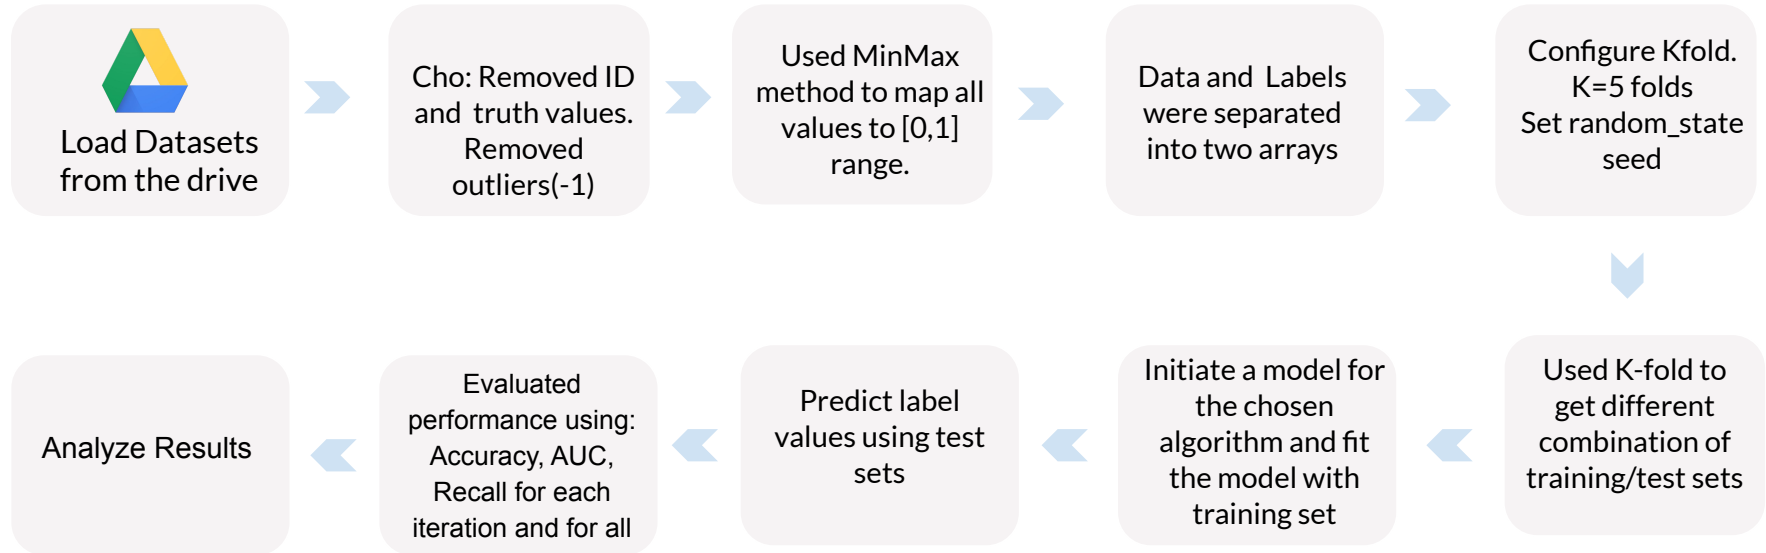 Load Datasets
from the drive
Cho: Removed ID
and truth values.
Removed
outliers(-1)
Used MinMax
method to map all
values to [0,1]
range.
Data and Labels
were separated
into two arrays
Configure Kfold.
K=5 folds
Set random_state
seed
Used K-fold to
get different
combination of
training/test sets
Initiate a model for
the chosen
algorithm and fit
the model with
training set
Predict label
values using test
sets
Evaluated
performance using:
Accuracy, AUC,
Recall for each
iteration and for all
Analyze Results